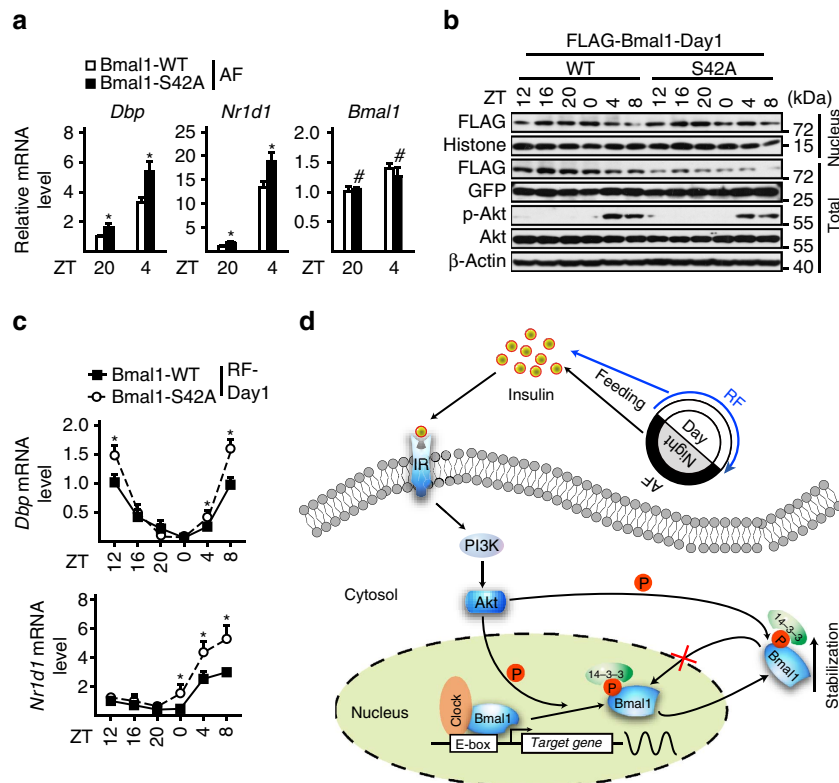 a
Bmal1-WT
Bmal1-S42A
AF
Dbp
Nr1d1
Bmal1
Relative mRNA
level
8
6
4
2
25
20
15
10
5
2.0
1.5
1.0
0.5
*
*
*
*
#
#
ZT 20 4 20 4 20 4
b
FLAG-Bmal1-Day1
WT S42A
ZT 12 16 20 0 4 8 12 16 20 0 4 8 (kDa)
FLAG 72
Histone 15
Nucleus
FLAG 72
GFP 25
p-Akt 55
Akt 55
β-Actin 40
Total
c
Bmal1-WT
Bmal1-S42A
RF-
Day1
Dbp mRNA
level
2.0
1.5
1.0
0.5
*
*
*
ZT 12 16 20 0 4 8
Nr1d1 mRNA
level
8
6
4
2
*
*
*
ZT 12 16 20 0 4 8
d
Insulin
Feeding
RF
Day
Night
AF
IR
PI3K
Cytosol
Akt
P
P
14–3–3
P
Bmal1
Stabilization
14–3–3
P
Bmal1
Nucleus
Clock
Bmal1
E-box
Target gene